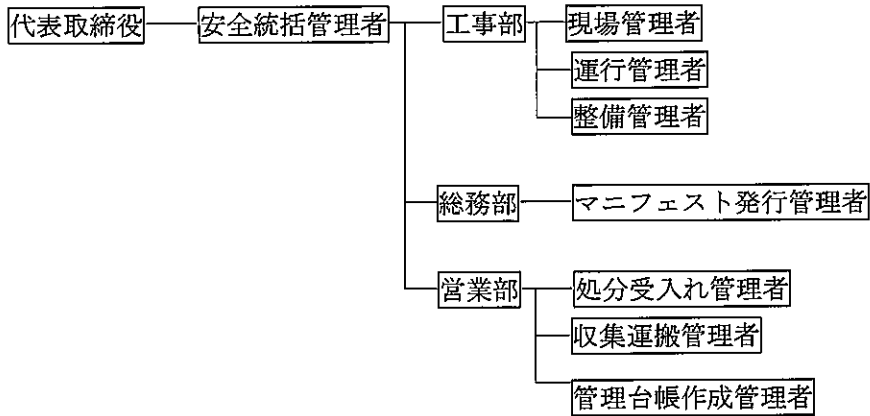 代表取締役 安全統括管理者 工事部 現場管理者
運行管理者
整備管理者
総務部 マニフェスト発行管理者
営業部 処分受入れ管理者
収集運搬管理者
管理台帳作成管理者